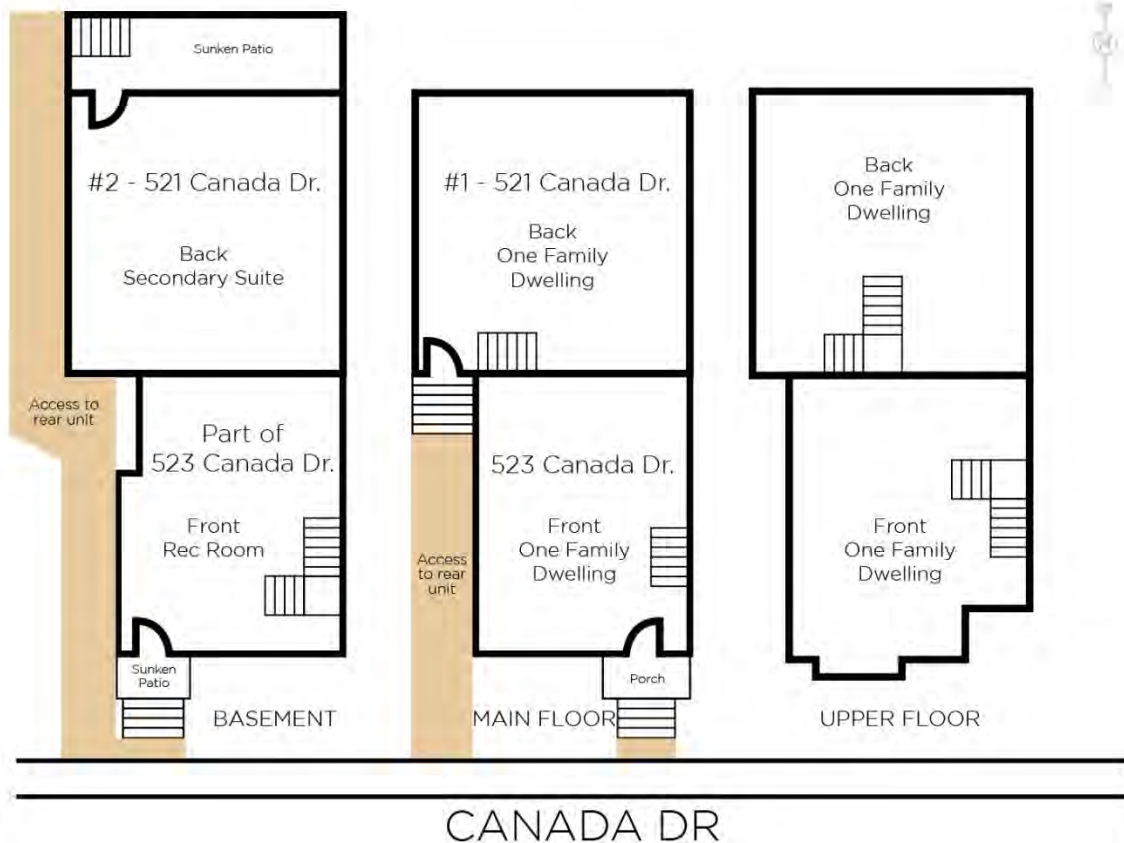 Sunken Patio
#2 - 521 Canada Dr.
Back
Secondary Suite
Access to
rear unit
Part of
523 Canada Dr.
Front
Rec Room
Sunken
Patio
BASEMENT
#1 - 521 Canada Dr.
Back
One Family
Dwelling
523 Canada Dr.
Front
One Family
Dwelling
Access
to rear
unit
Porch
MAIN FLOOR
Back
One Family
Dwelling
Front
One Family
Dwelling
UPPER FLOOR
CANADA DR